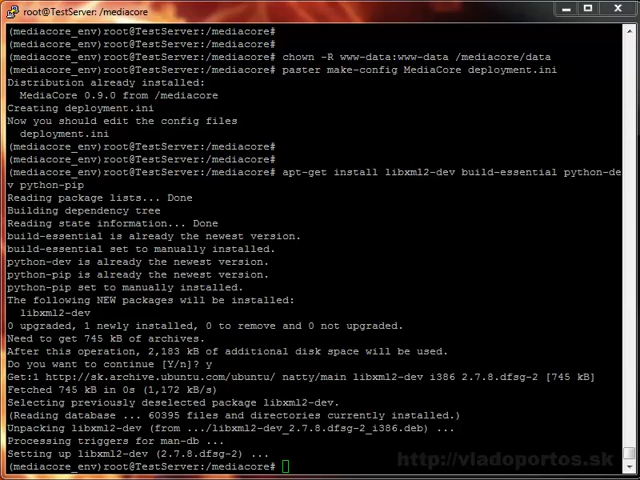 root@TestServer: /mediacore
(mediacore_env)root@TestServer:/mediacore#
(mediacore_env)root@TestServer:/mediacore#
(mediacore_env)root@TestServer:/mediacore# chown -R www-data:www-data /mediacore/data
(mediacore_env)root@TestServer:/mediacore# paster make-config MediaCore deployment.ini
Distribution already installed:
  MediaCore 0.9.0 from /mediacore
Creating deployment.ini
Now you should edit the config files
  deployment.ini
(mediacore_env)root@TestServer:/mediacore#
(mediacore_env)root@TestServer:/mediacore#
(mediacore_env)root@TestServer:/mediacore# apt-get install libxml2-dev build-essential python-de
v python-pip
Reading package lists... Done
Building dependency tree
Reading state information... Done
build-essential is already the newest version.
build-essential set to manually installed.
python-dev is already the newest version.
python-pip is already the newest version.
python-pip set to manually installed.
The following NEW packages will be installed:
  libxml2-dev
0 upgraded, 1 newly installed, 0 to remove and 0 not upgraded.
Need to get 745 kB of archives.
After this operation, 2,183 kB of additional disk space will be used.
Do you want to continue [Y/n]? y
Get:1 http://sk.archive.ubuntu.com/ubuntu/ natty/main libxml2-dev i386 2.7.8.dfsg-2 [745 kB]
Fetched 745 kB in 0s (1,172 kB/s)
Selecting previously deselected package libxml2-dev.
(Reading database ... 60395 files and directories currently installed.)
Unpacking libxml2-dev (from .../libxml2-dev_2.7.8.dfsg-2_i386.deb) ...
Processing triggers for man-db ...
Setting up libxml2-dev (2.7.8.dfsg-2) ...
(mediacore_env)root@TestServer:/mediacore#
http://vladoportos.sk